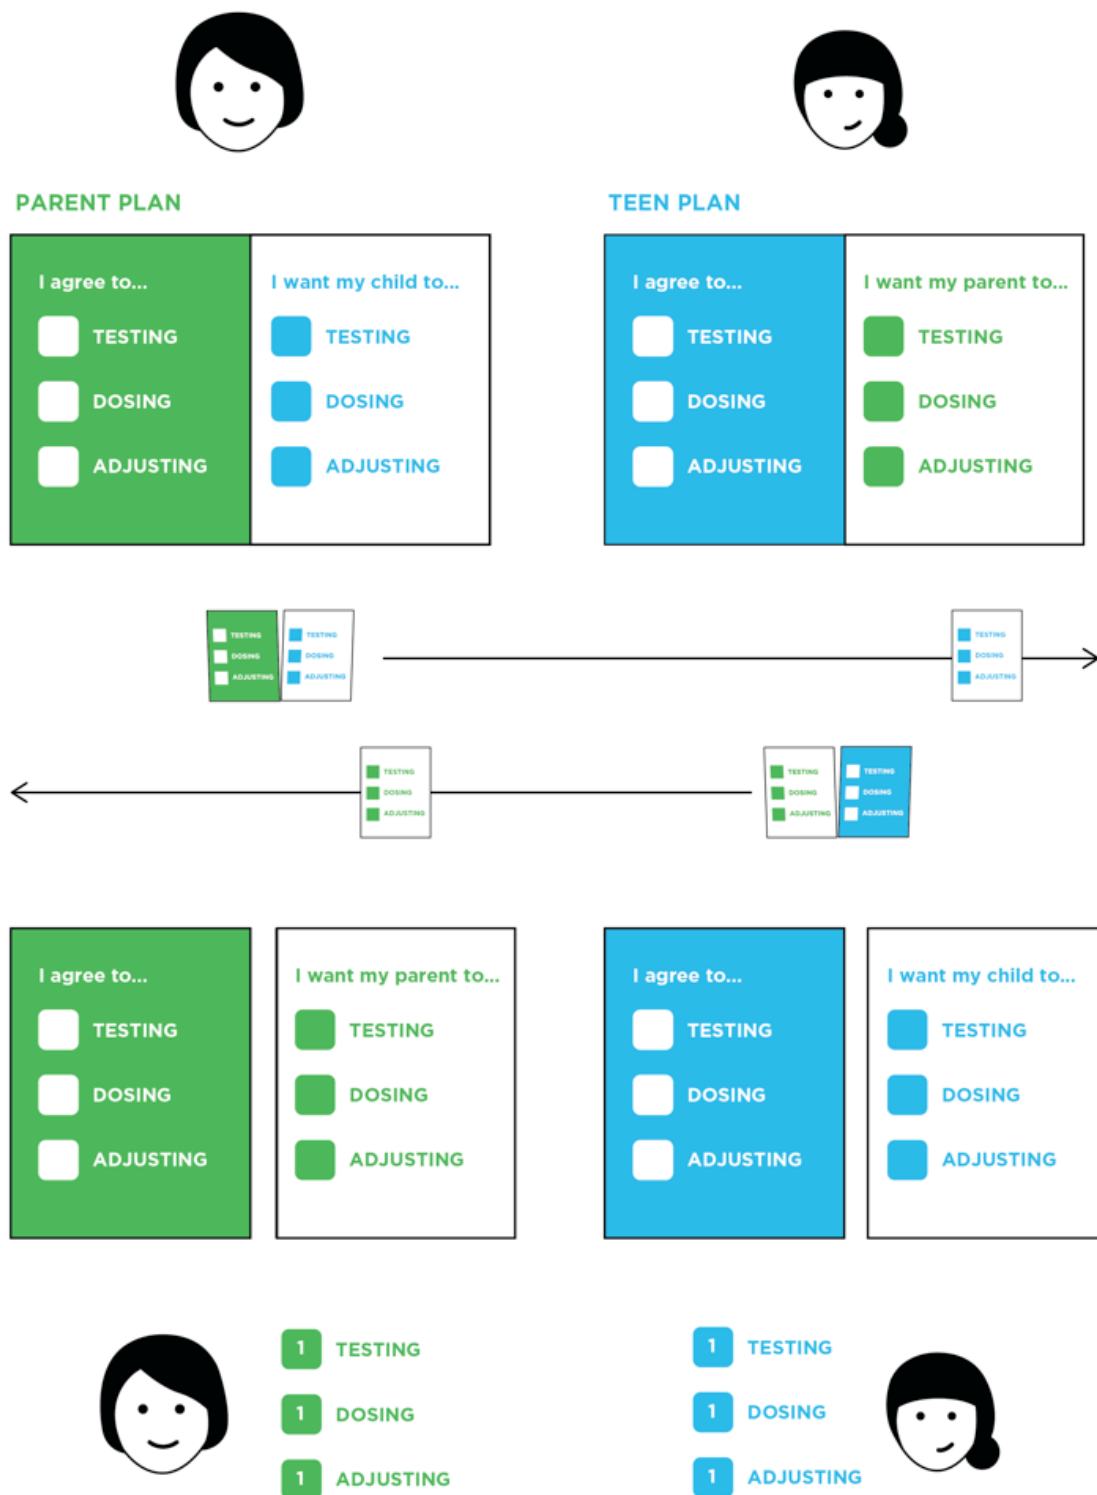 PARENT PLAN
TEEN PLAN
I agree to...
TESTING
DOSING
ADJUSTING
I want my child to...
TESTING
DOSING
ADJUSTING
I agree to...
TESTING
DOSING
ADJUSTING
I want my parent to...
TESTING
DOSING
ADJUSTING
TESTING
DOSING
ADJUSTING
TESTING
DOSING
ADJUSTING
TESTING
DOSING
ADJUSTING
TESTING
DOSING
ADJUSTING
TESTING
DOSING
ADJUSTING
TESTING
DOSING
ADJUSTING
I agree to...
TESTING
DOSING
ADJUSTING
I want my parent to...
TESTING
DOSING
ADJUSTING
I agree to...
TESTING
DOSING
ADJUSTING
I want my child to...
TESTING
DOSING
ADJUSTING
1 TESTING
1 DOSING
1 ADJUSTING
1 TESTING
1 DOSING
1 ADJUSTING